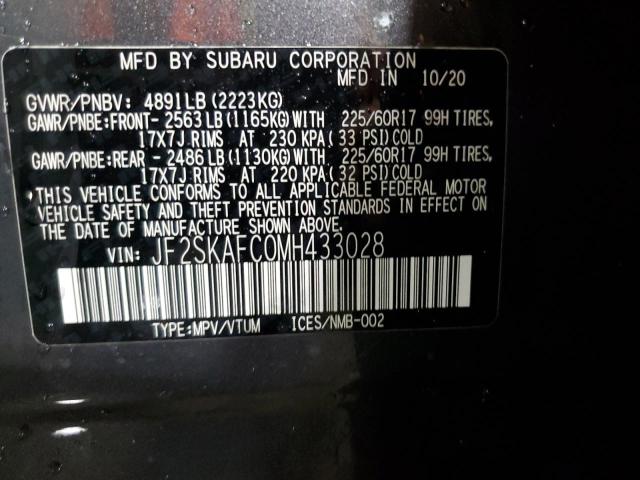 MFD BY SUBARU CORPORATION
MFD IN 10/20
GVWR/PNBV: 4891LB (2223KG)
GAWR/PNBE:FRONT- 2563LB (1165KG)WITH 225/60R17 99H TIRES,
17X7J RIMS AT 230 KPA (33 PSI)COLD
GAWR/PNBE:REAR - 2486LB (1130KG)WITH 225/60R17 99H TIRES,
17X7J RIMS AT 220 KPA (32 PSI)COLD
THIS VEHICLE CONFORMS TO ALL APPLICABLE FEDERAL MOTOR
VEHICLE SAFETY AND THEFT PREVENTION STANDARDS IN EFFECT ON
THE DATE OF MANUFACTURE SHOWN ABOVE.
VIN: JF2SKAFC0MH433028
TYPE:MPV/VTUM ICES/NMB-002